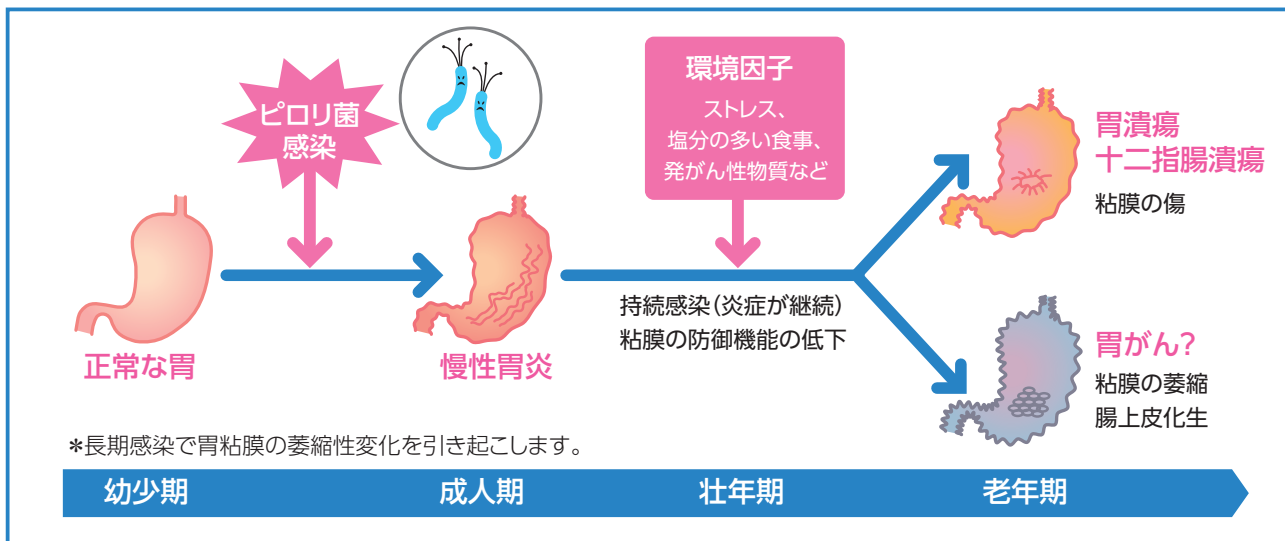 ピロリ菌
感染
環境因子
ストレス、
塩分の多い食事、
発がん性物質など
胃潰瘍
十二指腸潰瘍
粘膜の傷
正常な胃
慢性胃炎
持続感染(炎症が継続)
粘膜の防御機能の低下
胃がん?
粘膜の萎縮
腸上皮化生
*長期感染で胃粘膜の萎縮性変化を引き起こします。
幼少期
成人期
壮年期
老年期